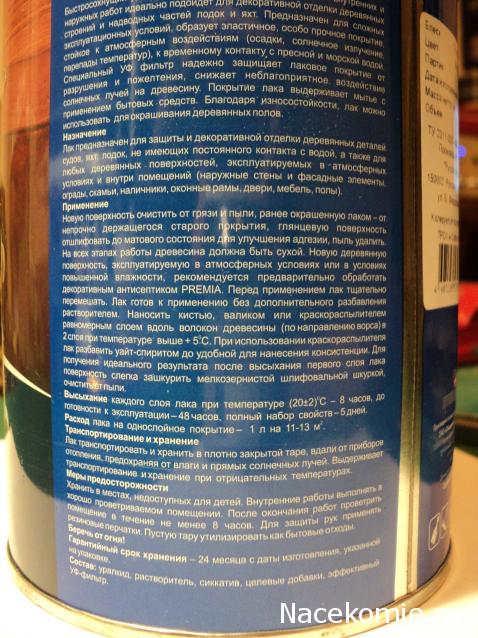 Быстросохнущий
наружных работ идеально подойдет для декоративной отделки деревянных
строений и надводных частей лодок и яхт. Предназначен для сложных
эксплуатационных условий, образует эластичное, особо прочное покрытие,
стойкое к атмосферным воздействиям (осадки, солнечное излучение,
перепады температур), к временному контакту с пресной и морской водой.
Специальный УФ фильтр надежно защищает лаковое покрытие от
разрушения и пожелтения, снижает неблагоприятное воздействие
солнечных лучей на древесину. Покрытие лака выдерживает мытье с
применением бытовых средств. Благодаря износостойкости, лак можно
использовать для окрашивания деревянных полов.
Назначение
Лак предназначен для защиты и декоративной отделки деревянных деталей
судов, яхт, лодок, не имеющих постоянного контакта с водой, а также для
любых деревянных поверхностей, эксплуатируемых в атмосферных
условиях и внутри помещений (наружные стены и фасадные элементы,
ограды, скамьи, наличники, оконные рамы, двери, мебель, полы).
Применение
Новую поверхность очистить от грязи и пыли, ранее окрашенную лаком – от
непрочно держащегося старого покрытия, глянцевую поверхность
отшлифовать до матового состояния для улучшения адгезии, пыль удалить.
На всех этапах работы древесина должна быть сухой. Новую деревянную
поверхность, эксплуатируемую в атмосферных условиях или в условиях
повышенной влажности, рекомендуется предварительно обработать
декоративным антисептиком PREMIA. Перед применением лак тщательно
перемешать. Лак готов к применению без дополнительного разбавления
растворителем. Наносить кистью, валиком или краскораспылителем
равномерным слоем вдоль волокон древесины (по направлению ворса) в
2 слоя при температуре выше + 5°С. При использовании краскораспылителя
лак разбавить уайт-спиритом до удобной для нанесения консистенции. Для
получения идеального результата после высыхания первого слоя лака
поверхность слегка зашкурить мелкозернистой шлифовальной шкуркой,
очистить от пыли.
Высыхание каждого слоя лака при температуре (20±2)°С – 8 часов, до
готовности к эксплуатации – 48 часов, полный набор свойств – 5 дней.
Расход лака на однослойное покрытие – 1 л на 11-13 м².
Транспортирование и хранение
Лак транспортировать и хранить в плотно закрытой таре, вдали от приборов
отопления, предохраняя от влаги и прямых солнечных лучей. Выдерживает
транспортирование и хранение при отрицательных температурах.
Меры предосторожности
Хранить в местах, недоступных для детей. Внутренние работы выполнять в
хорошо проветриваемом помещении. После окончания работ проветрить
помещение в течение не менее 8 часов. Для защиты рук применять
резиновые перчатки. Пустую тару утилизировать как бытовые отходы.
Беречь от огня!
Гарантийный срок хранения – 24 месяца с даты изготовления, указанной
на упаковке.
Состав: уралкид, растворитель, сиккатив, целевые добавки, эффективный
УФ-фильтр.
Цвет
Объем
Nacekomie